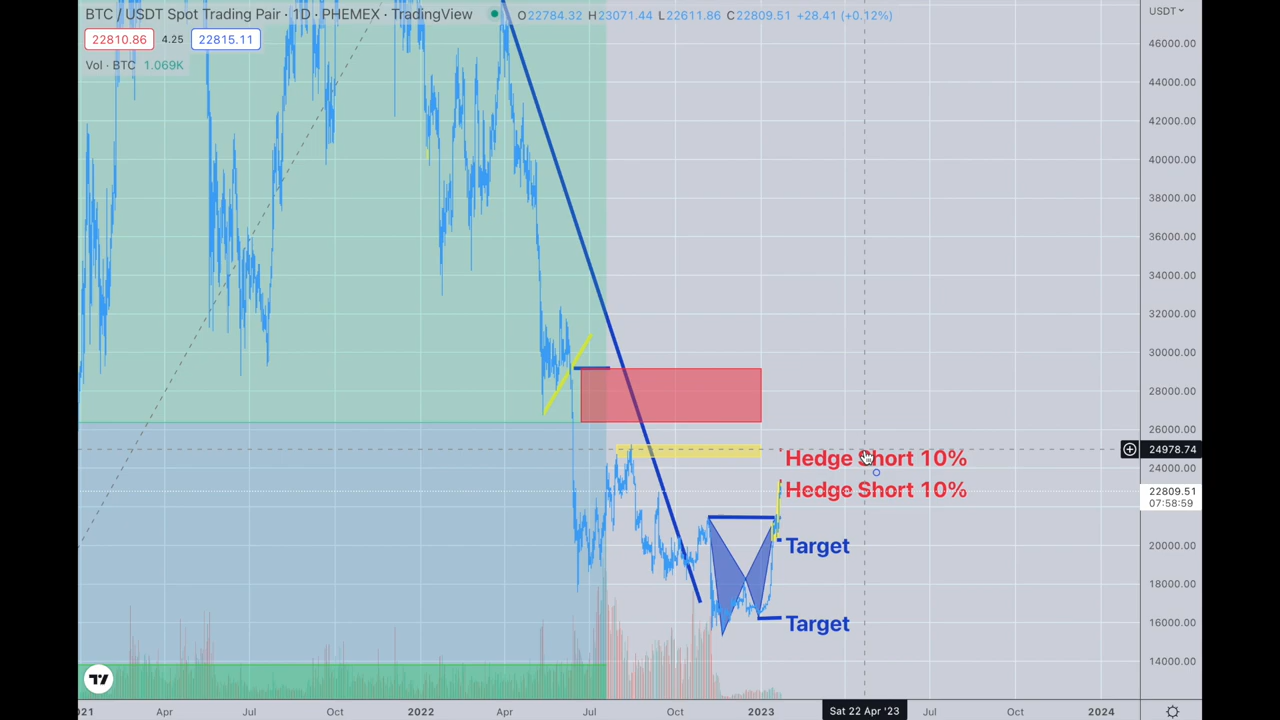 BTC / USDT Spot Trading Pair · 1D · PHEMEX · TradingView O22784.32 H23071.44 L22611.86 C22809.51 +28.41 (+0.12%)
USDT
22810.86 4.25 22815.11
Vol · BTC 1.069K
46000.00
44000.00
42000.00
40000.00
38000.00
36000.00
34000.00
32000.00
30000.00
28000.00
26000.00
24978.74
Hedge Short 10%
24000.00
Hedge Short 10%
22809.51
07:58:59
Target
20000.00
18000.00
Target
16000.00
14000.00
021 Apr Jul Oct 2022 Apr Jul Oct 2023 Sat 22 Apr '23 Jul Oct 2024